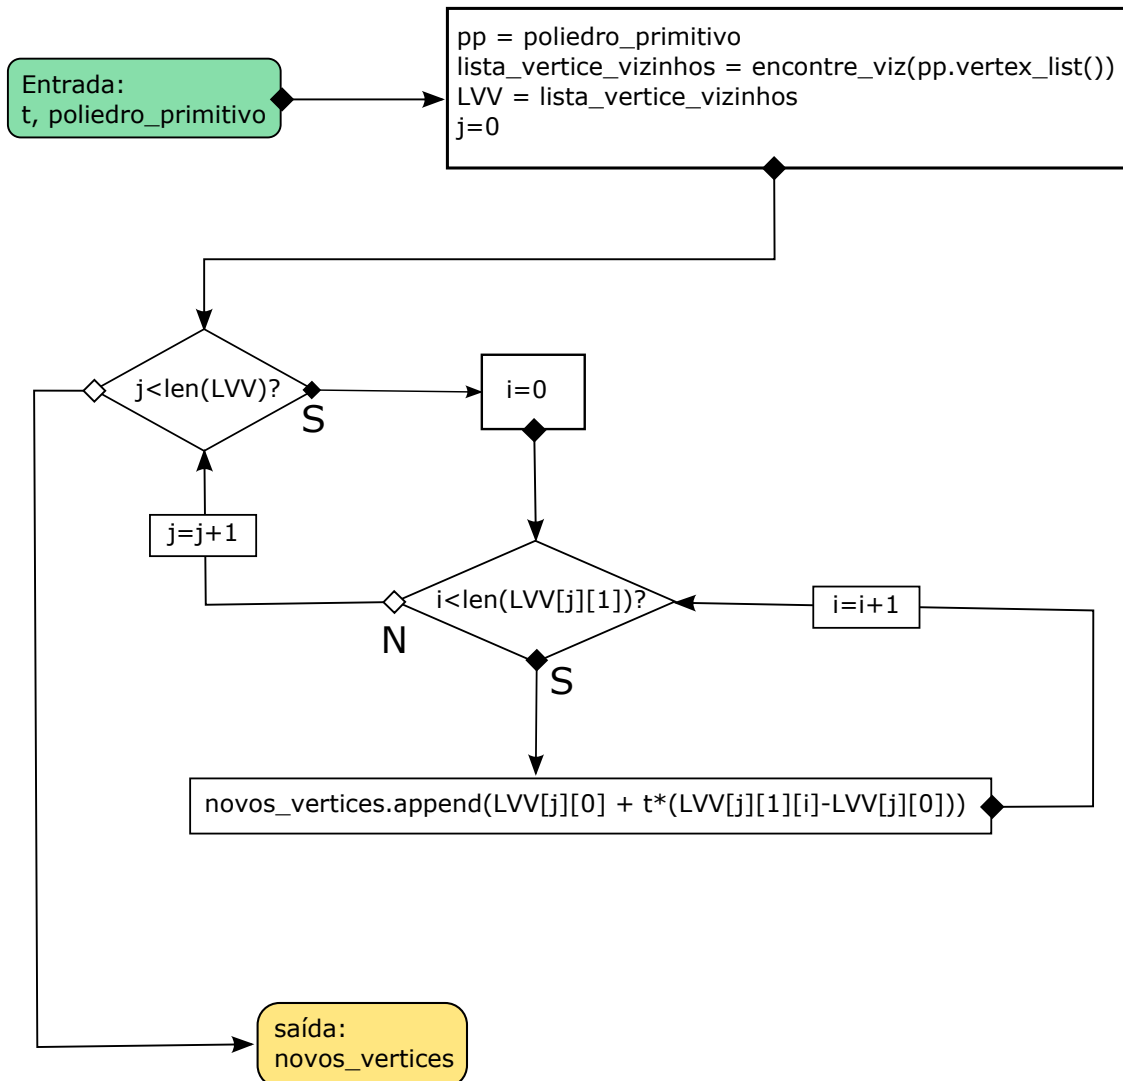 Entrada:
t, poliedro_primitivo
pp = poliedro_primitivo
lista_vertice_vizinhos = encontre_viz(pp.vertex_list())
LVV = lista_vertice_vizinhos
j=0
j<len(LVV)?
S
i=0
j=j+1
i<len(LVV[j][1])?
i=i+1
N
S
novos_vertices.append(LVV[j][0] + t*(LVV[j][1][i]-LVV[j][0]))
saída:
novos_vertices